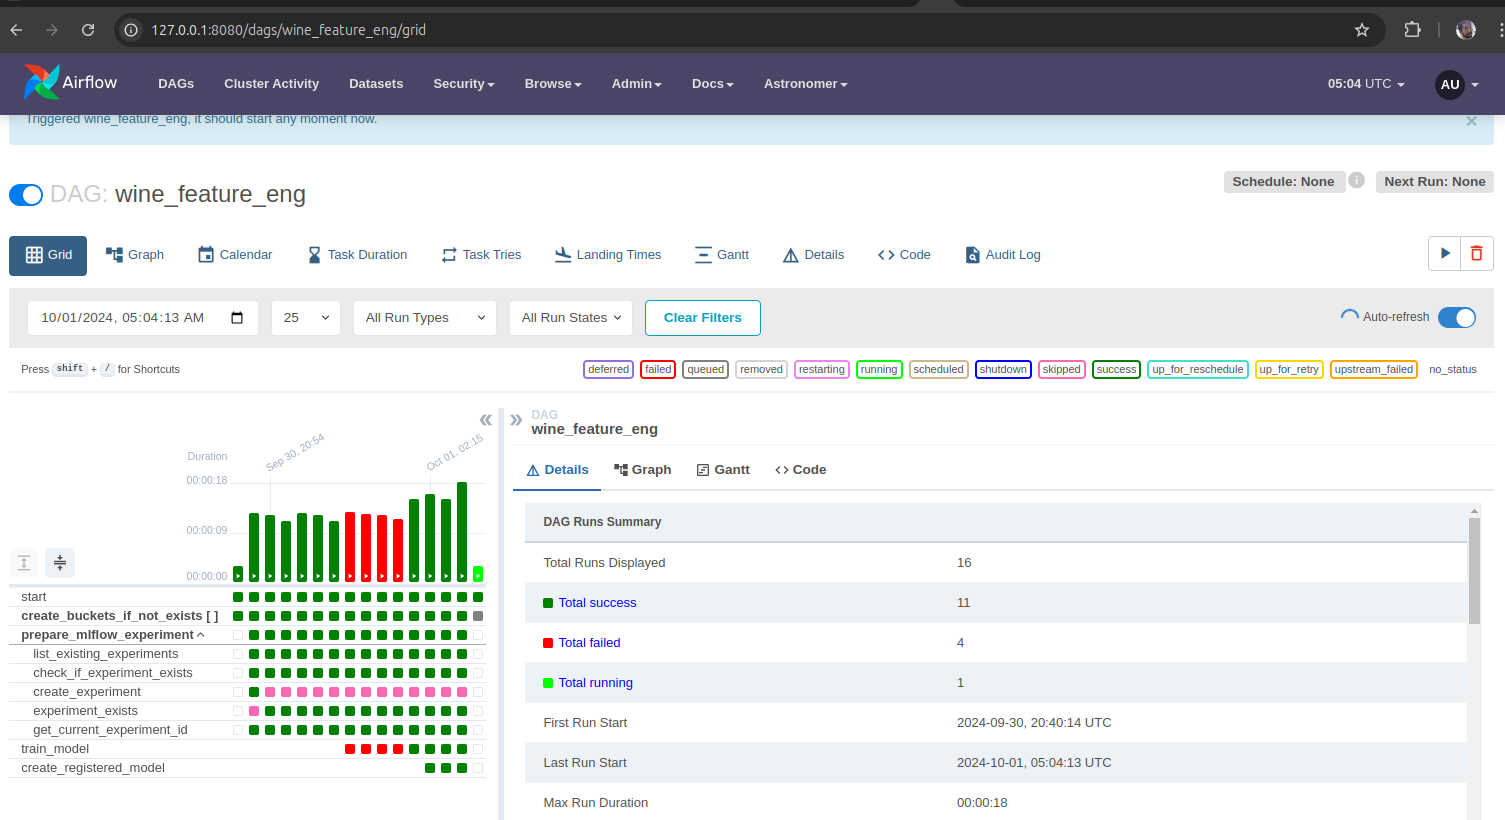 127.0.0.1:8080/dags/wine_feature_eng/grid
Airflow DAGs Cluster Activity Datasets Security Browse Admin Docs Astronomer 05:04 UTC AU
Triggered wine_feature_eng, it should start any moment now. ×
DAG: wine_feature_eng Schedule: None i Next Run: None
Grid Graph Calendar Task Duration Task Tries Landing Times Gantt Details Code Audit Log
10/01/2024, 05:04:13 AM 25 All Run Types All Run States Clear Filters Auto-refresh
Press shift + / for Shortcuts deferred failed queued removed restarting running scheduled shutdown skipped success up_for_reschedule up_for_retry upstream_failed no_status
« »
Duration
Sep 30, 20:54
Oct 01, 02:15
00:00:18
00:00:09
00:00:00
start
create_buckets_if_not_exists [ ]
prepare_mlflow_experiment
list_existing_experiments
check_if_experiment_exists
create_experiment
experiment_exists
get_current_experiment_id
train_model
create_registered_model
DAG
wine_feature_eng
Details Graph Gantt Code
DAG Runs Summary
Total Runs Displayed 16
Total success 11
Total failed 4
Total running 1
First Run Start 2024-09-30, 20:40:14 UTC
Last Run Start 2024-10-01, 05:04:13 UTC
Max Run Duration 00:00:18